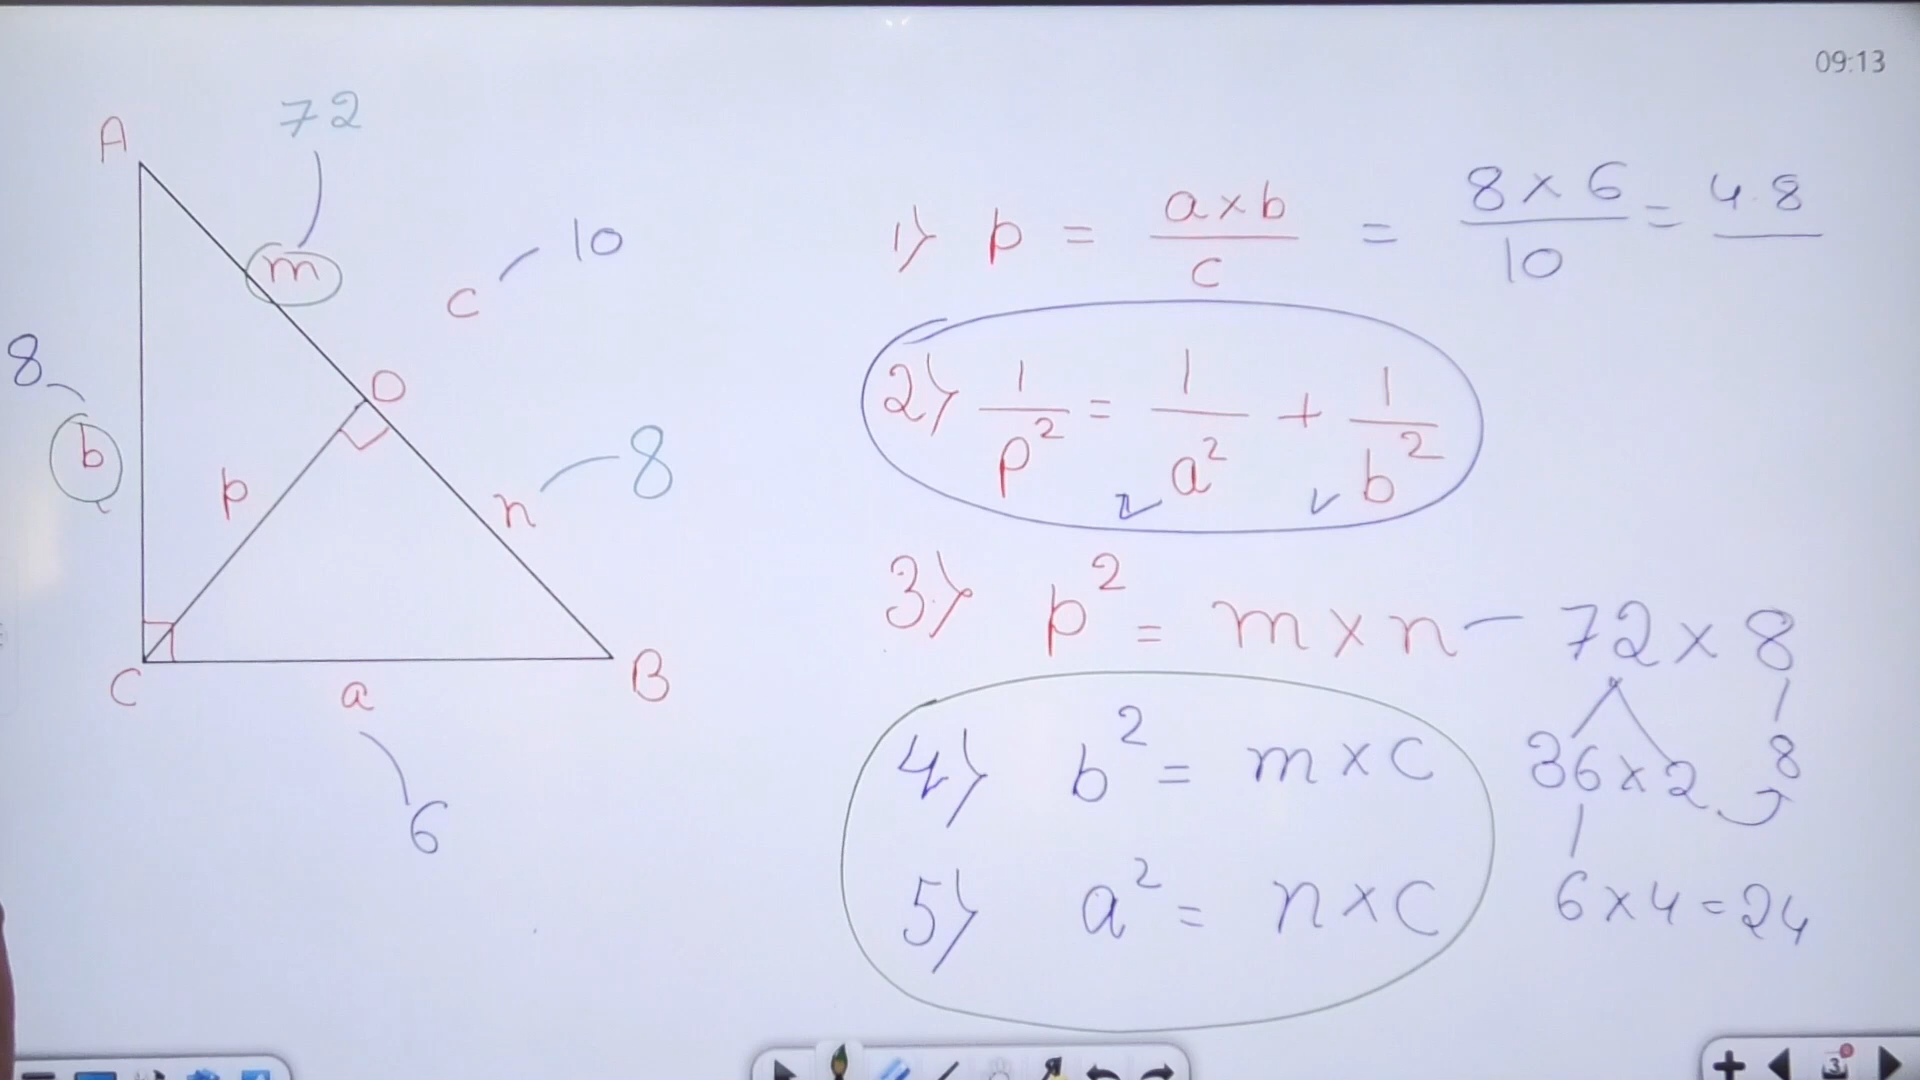 09:13
A
72
m
c
10
8
b
p
D
n
8
C
a
B
6
1) p = a×b / c = 8×6 / 10 = 4.8
2) 1/p² = 1/a² + 1/b²
3) p² = m×n – 72×8
36×2 8
6×4=24
4) b² = m×c
5) a² = n×c
3